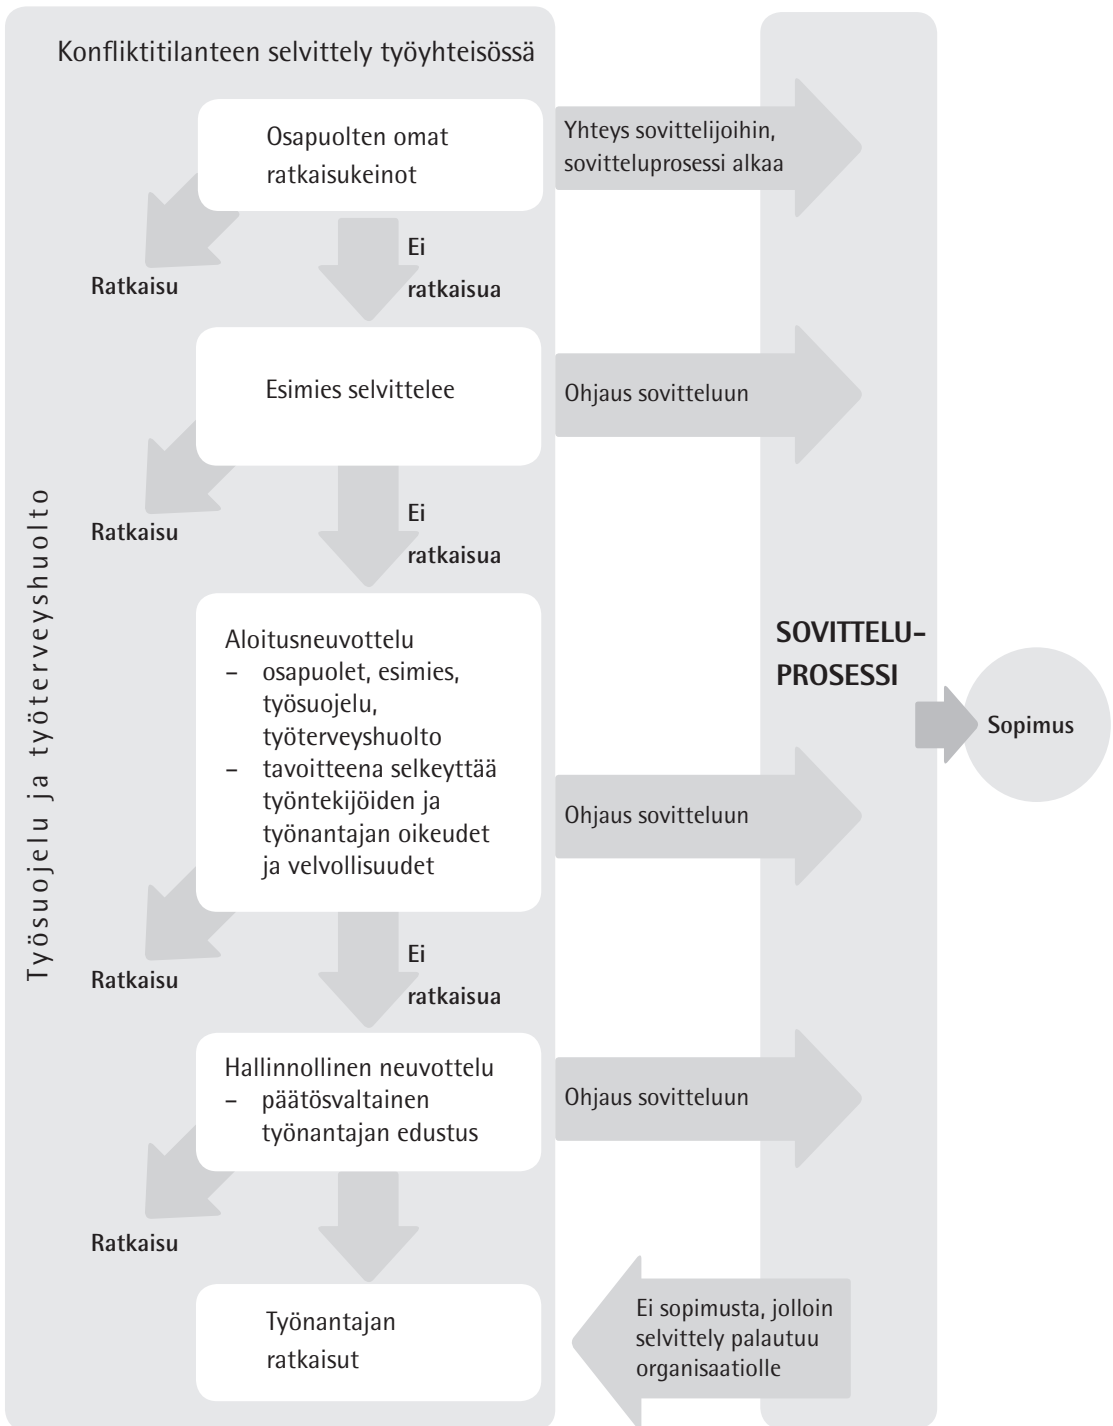 Konfliktitilanteen selvittely työyhteisössä
Osapuolten omat
ratkaisukeinot
Yhteys sovittelijoihin,
sovitteluprosessi alkaa
Ratkaisu
Ei
ratkaisua
Esimies selvittelee
Ohjaus sovitteluun
Ratkaisu
Ei
ratkaisua
Työsuojelu ja työterveyshuolto
Aloitusneuvottelu
– osapuolet, esimies,
työsuojelu,
työterveyshuolto
– tavoitteena selkeyttää
työntekijöiden ja
työnantajan oikeudet
ja velvollisuudet
Ohjaus sovitteluun
SOVITTELU-
PROSESSI
Sopimus
Ratkaisu
Ei
ratkaisua
Hallinnollinen neuvottelu
– päätösvaltainen
työnantajan edustus
Ohjaus sovitteluun
Ratkaisu
Työnantajan
ratkaisut
Ei sopimusta, jolloin
selvittely palautuu
organisaatiolle